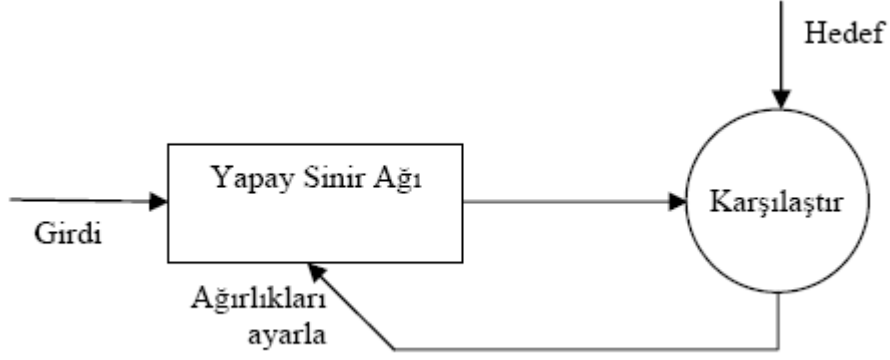 Hedef
Yapay Sinir Ağı
Karşılaştır
Girdi
Ağırlıkları
ayarla